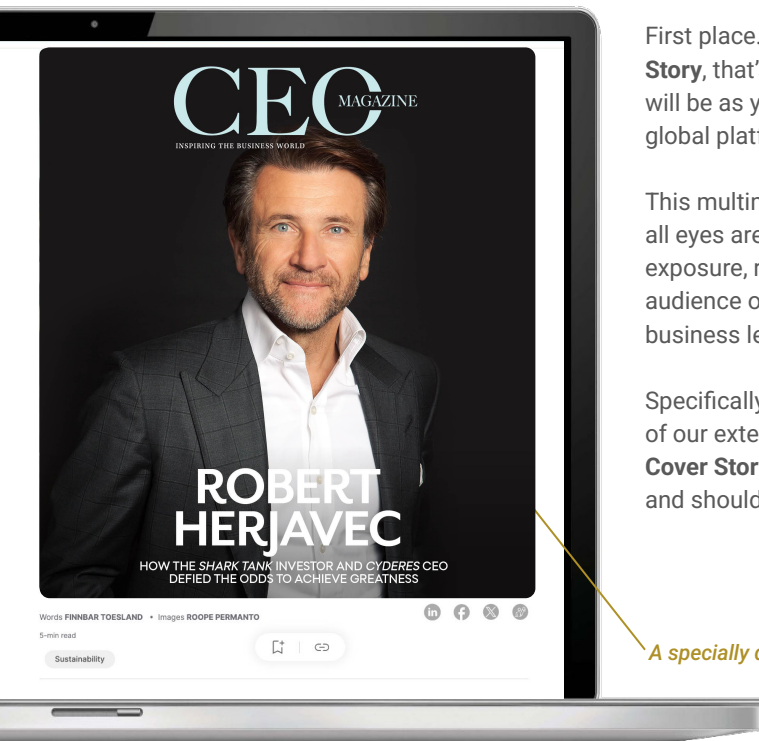 CEO
MAGAZINE
INSPIRING THE BUSINESS WORLD
ROBERT
HERJAVEC
HOW THE SHARK TANK INVESTOR AND CYDERES CEO
DEFIED THE ODDS TO ACHIEVE GREATNESS
Words FINNBAR TOESLAND • Images ROOPE PERMANTO
5-min read
Sustainability
First place.
Story, that'
will be as y
global platf
This multin
all eyes are
exposure, r
audience o
business le
Specifically
of our exte
Cover Stor
and should
A specially d